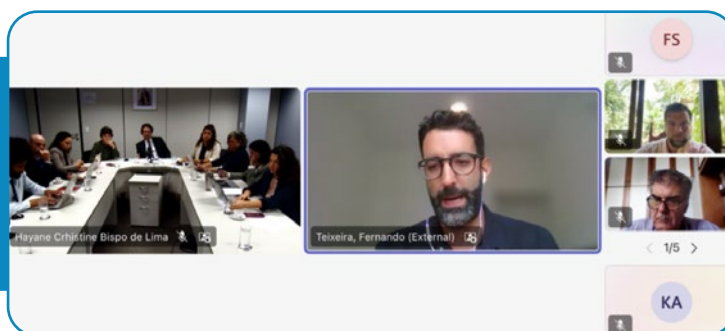 FS
Hayane Crhistine Bispo de Lima
Teixeira, Fernando (External)
1/5
KA